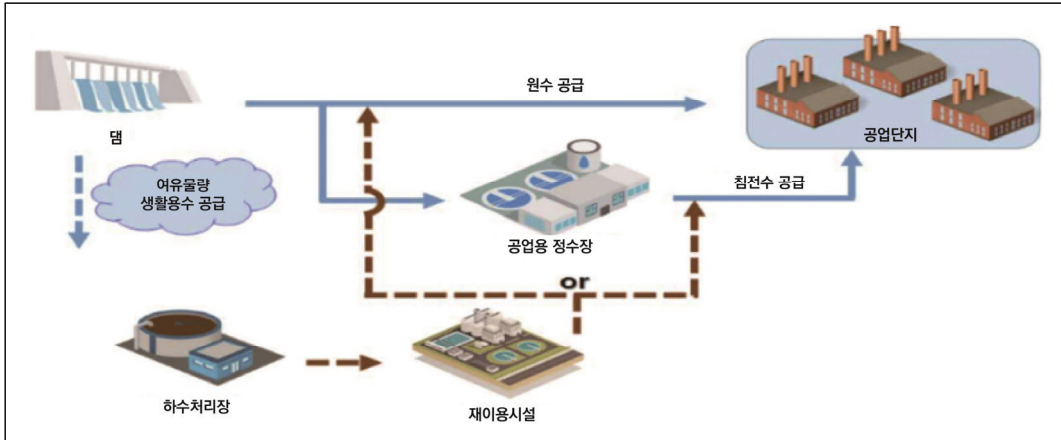 원수 공급
댐
공업단지
여유물량
생활용수 공급
침전수 공급
공업용 정수장
or
하수처리장
재이용시설